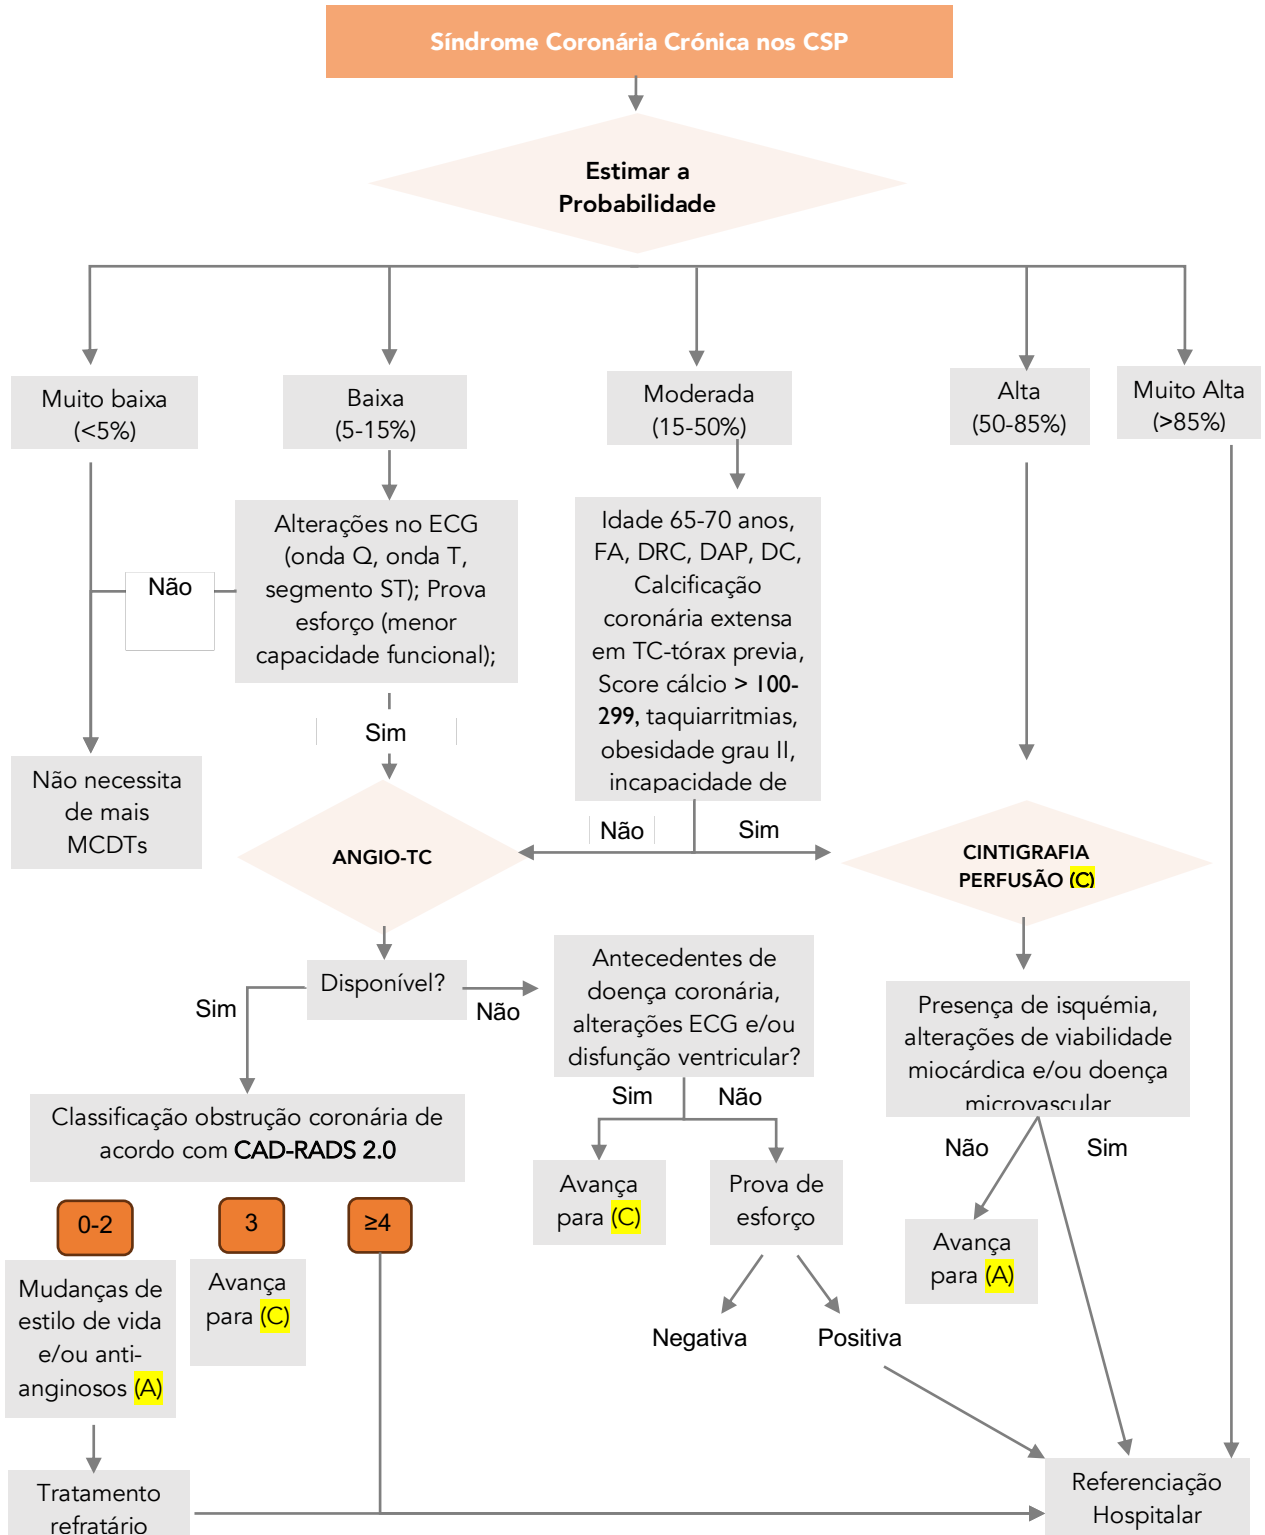 Síndrome Coronária Crónica nos CSP
Estimar a
Probabilidade
Muito baixa
(<5%)
Baixa
(5-15%)
Moderada
(15-50%)
Alta
(50-85%)
Muito Alta
(>85%)
Alterações no ECG
(onda Q, onda T,
segmento ST); Prova
esforço (menor
capacidade funcional);
Idade 65-70 anos,
FA, DRC, DAP, DC,
Calcificação
coronária extensa
em TC-tórax previa,
Score cálcio > 100-
299, taquiarritmias,
obesidade grau II,
incapacidade de
Não
Sim
Não necessita
de mais
MCDTs
Não
Sim
ANGIO-TC
CINTIGRAFIA
PERFUSÃO (C)
Disponível?
Sim
Não
Antecedentes de
doença coronária,
alterações ECG e/ou
disfunção ventricular?
Presença de isquémia,
alterações de viabilidade
miocárdica e/ou doença
microvascular
Classificação obstrução coronária de
acordo com CAD-RADS 2.0
Sim
Não
Não
Sim
Avança
para (C)
Prova de
esforço
0-2
3
≥4
Avança
para (A)
Mudanças de
estilo de vida
e/ou anti-
anginosos (A)
Avança
para (C)
Negativa
Positiva
Tratamento
refratário
Referenciação
Hospitalar